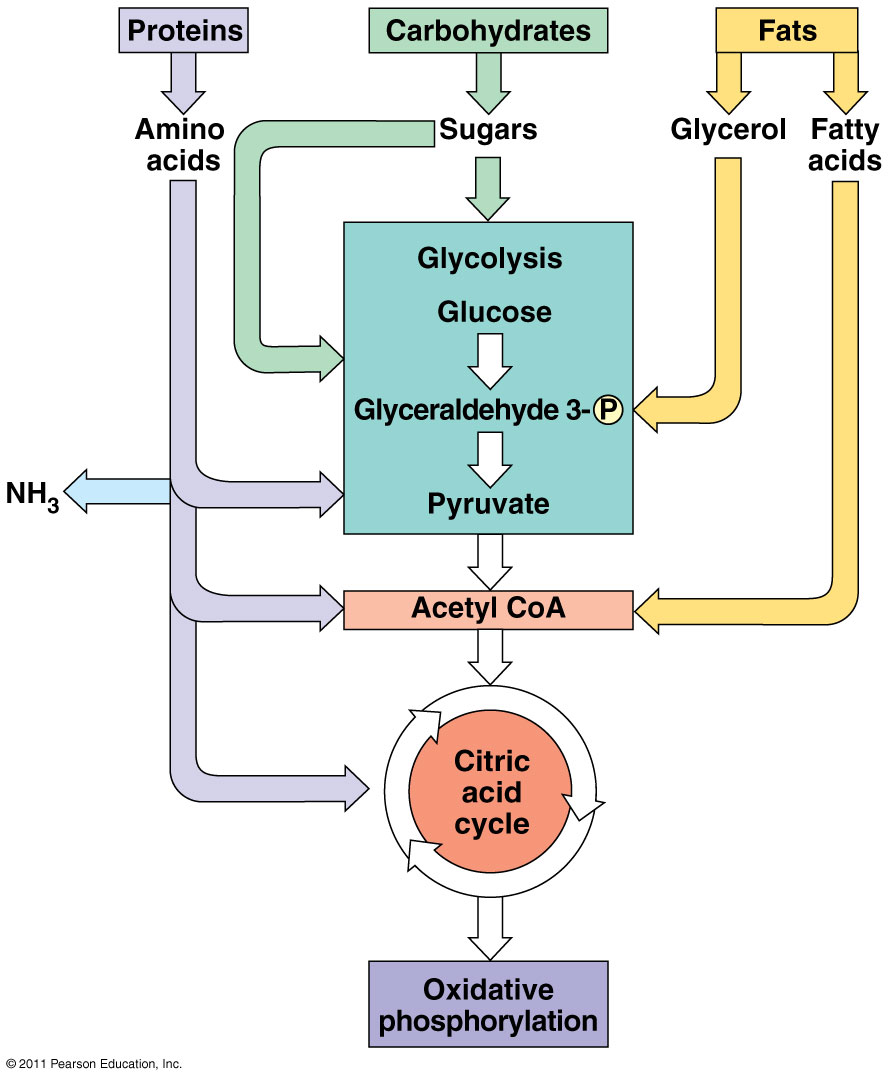 Proteins
Carbohydrates
Fats
Amino
acids
Sugars
Glycerol
Fatty
acids
Glycolysis
Glucose
Glyceraldehyde 3- P
NH3
Pyruvate
Acetyl CoA
Citric
acid
cycle
Oxidative
phosphorylation
© 2011 Pearson Education, Inc.